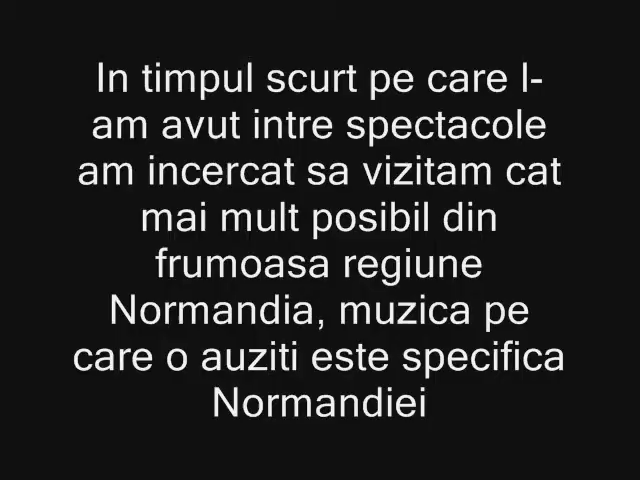 In timpul scurt pe care l-
am avut intre spectacole
am incercat sa vizitam cat
mai mult posibil din
frumoasa regiune
Normandia, muzica pe
care o auziti este specifica
Normandiei